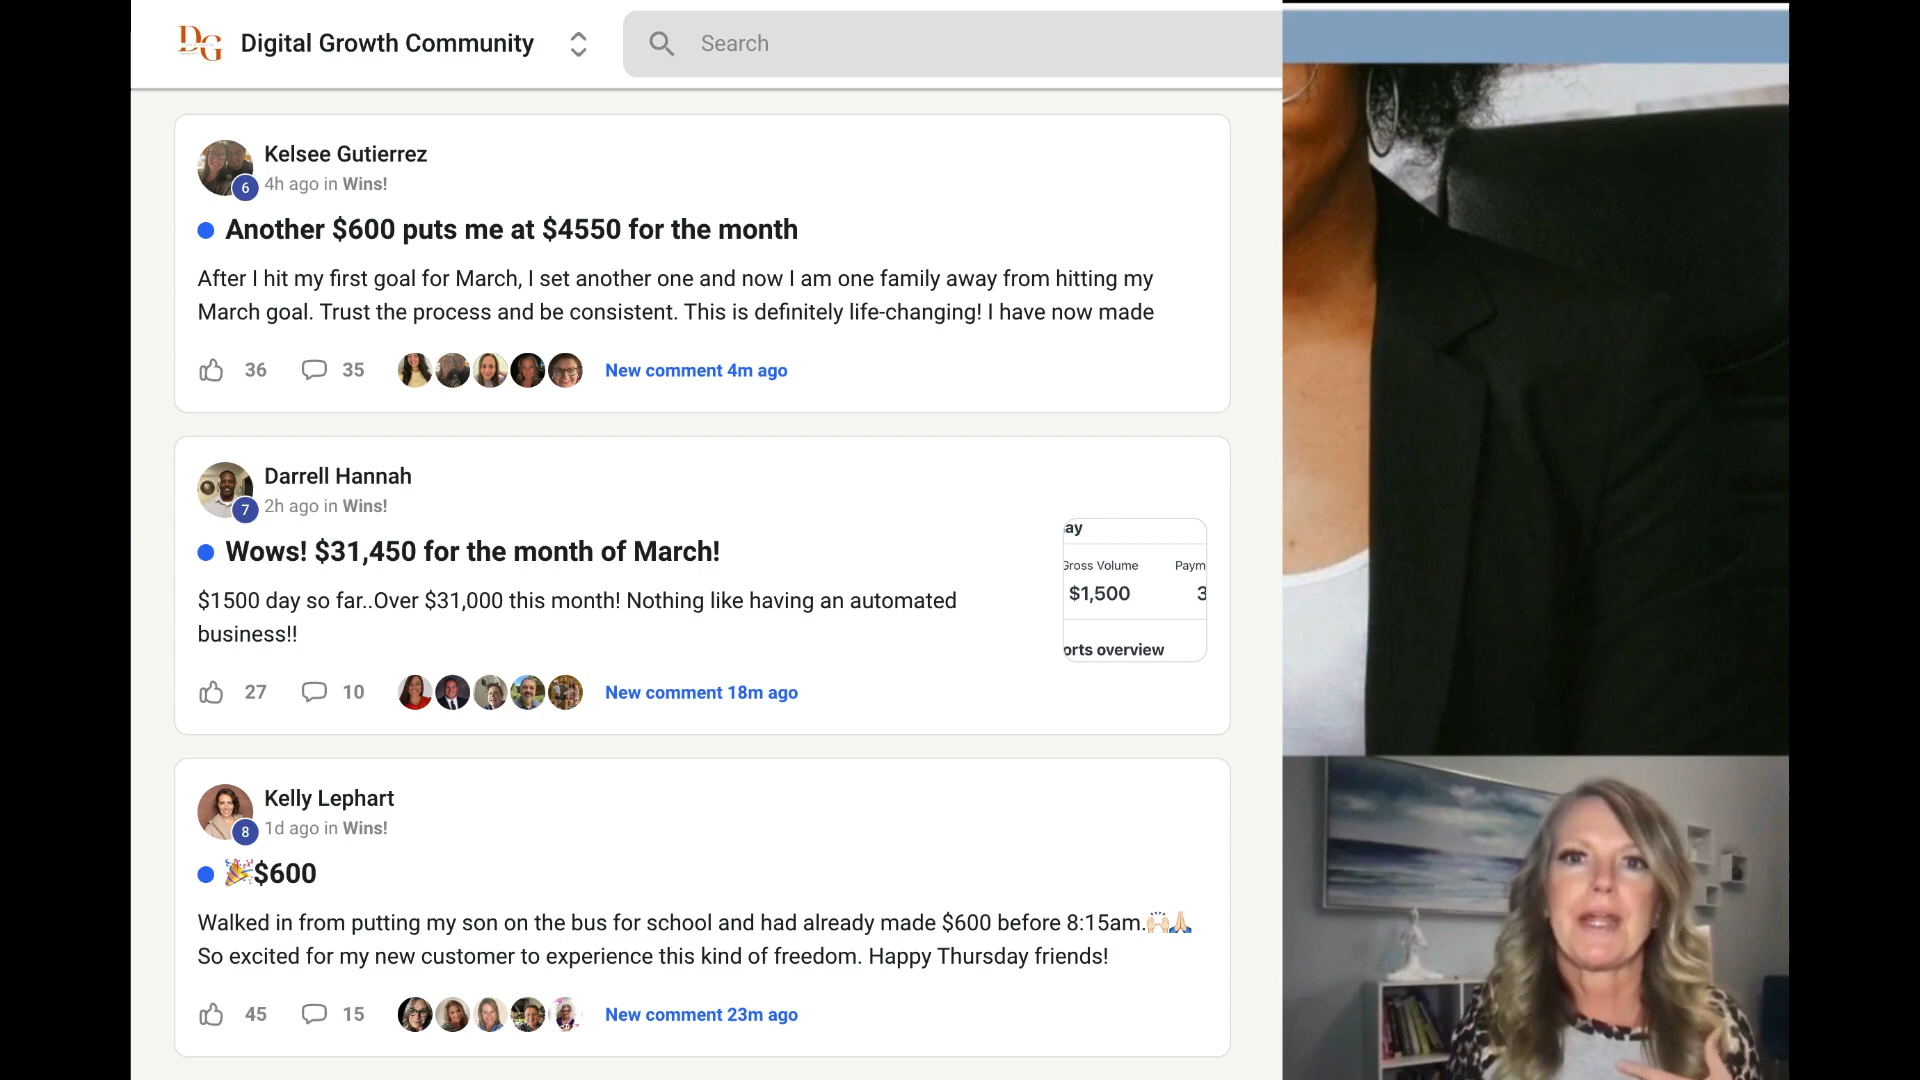 DG Digital Growth Community
Search
Kelsee Gutierrez
6
4h ago in Wins!
Another $600 puts me at $4550 for the month
After I hit my first goal for March, I set another one and now I am one family away from hitting my
March goal. Trust the process and be consistent. This is definitely life-changing! I have now made
36 35 New comment 4m ago
Darrell Hannah
7
2h ago in Wins!
Wows! $31,450 for the month of March!
$1500 day so far..Over $31,000 this month! Nothing like having an automated
business!!
ay
Gross Volume Paym
$1,500 3
orts overview
27 10 New comment 18m ago
Kelly Lephart
8
1d ago in Wins!
🎉$600
Walked in from putting my son on the bus for school and had already made $600 before 8:15am.🙌🏻🙏🏻
So excited for my new customer to experience this kind of freedom. Happy Thursday friends!
45 15 New comment 23m ago